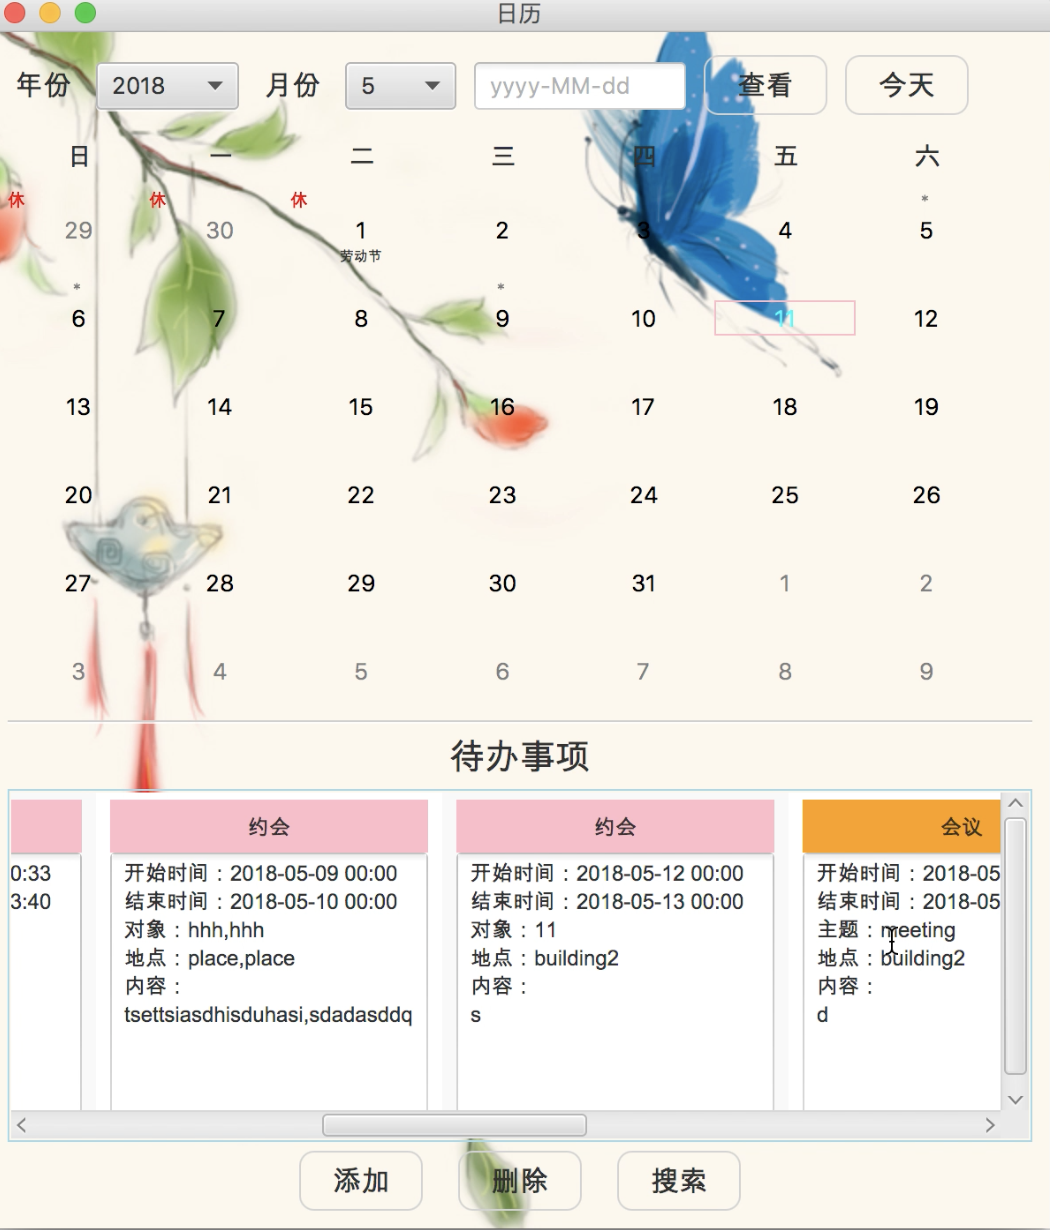 日历
年份 2018 月份 5 yyyy-MM-dd 查看 今天
日 一 二 三 四 五 六
休 休 休 *
29 30 1 2 3 4 5
劳动节
* *
6 7 8 9 10 11 12
13 14 15 16 17 18 19
20 21 22 23 24 25 26
27 28 29 30 31 1 2
3 4 5 6 7 8 9
待办事项
0:33
3:40
约会
开始时间：2018-05-09 00:00
结束时间：2018-05-10 00:00
对象：hhh,hhh
地点：place,place
内容：
tsettsiasdhisduhasi,sdadasddq
约会
开始时间：2018-05-12 00:00
结束时间：2018-05-13 00:00
对象：11
地点：building2
内容：
s
会议
开始时间：2018-05
结束时间：2018-05
主题：meeting
地点：building2
内容：
d
添加 删除 搜索